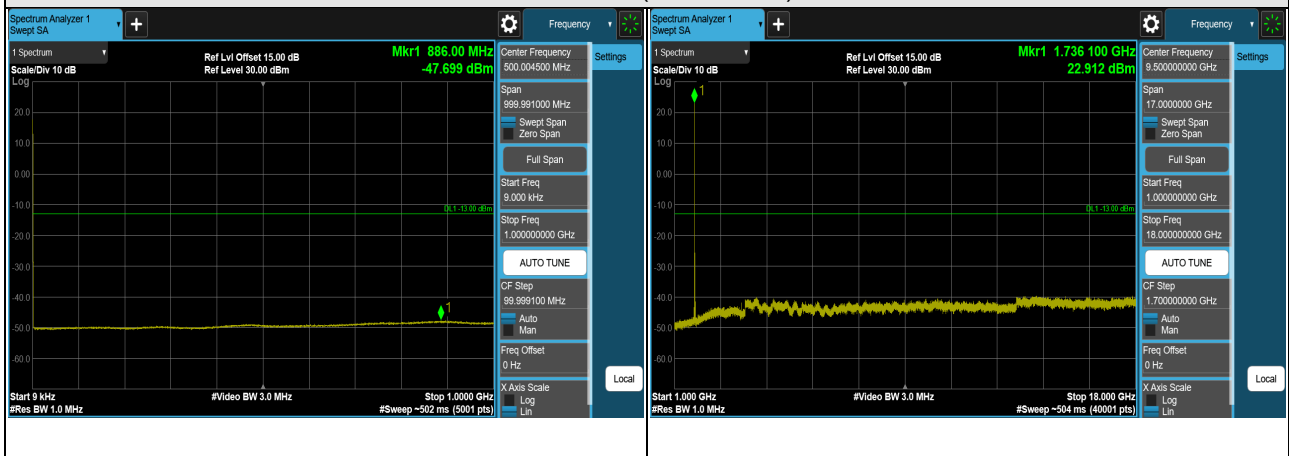 Spectrum Analyzer 1
Swept SA
Frequency
1 Spectrum
Scale/Div 10 dB
Log
Ref Lvl Offset 15.00 dB
Ref Level 30.00 dBm
Mkr1 886.00 MHz
-47.699 dBm
1
20.0
10.0
0.00
-10.0
-20.0
-30.0
-40.0
-50.0
-60.0
DL1 -13.00 dBm
1
Start 9 kHz
#Res BW 1.0 MHz
#Video BW 3.0 MHz
Stop 1.0000 GHz
#Sweep ~502 ms (5001 pts)
Center Frequency
500.004500 MHz
Settings
Span
999.991000 MHz
Swept Span
Zero Span
Full Span
Start Freq
9.000 kHz
Stop Freq
1.000000000 GHz
AUTO TUNE
CF Step
99.999100 MHz
Auto
Man
Freq Offset
0 Hz
X Axis Scale
Log
Lin
Local
Spectrum Analyzer 1
Swept SA
Frequency
1 Spectrum
Scale/Div 10 dB
Log
Ref Lvl Offset 15.00 dB
Ref Level 30.00 dBm
Mkr1 1.736 100 GHz
22.912 dBm
1
20.0
10.0
0.00
-10.0
-20.0
-30.0
-40.0
-50.0
-60.0
DL1 -13.00 dBm
Start 1.000 GHz
#Res BW 1.0 MHz
#Video BW 3.0 MHz
Stop 18.000 GHz
#Sweep ~504 ms (40001 pts)
Center Frequency
9.500000000 GHz
Settings
Span
17.0000000 GHz
Swept Span
Zero Span
Full Span
Start Freq
1.000000000 GHz
Stop Freq
18.000000000 GHz
AUTO TUNE
CF Step
1.700000000 GHz
Auto
Man
Freq Offset
0 Hz
X Axis Scale
Log
Lin
Local